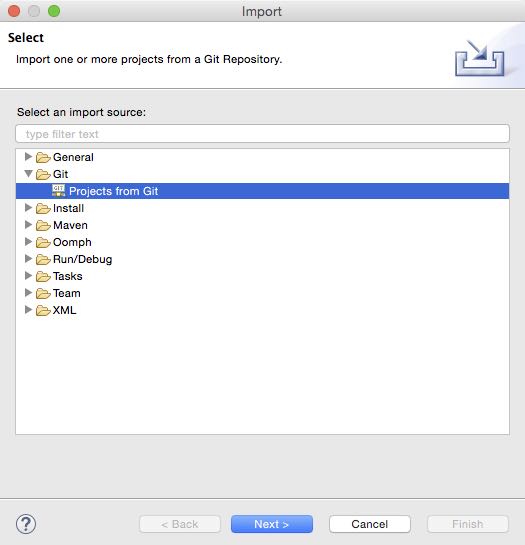 Import
Select
Import one or more projects from a Git Repository.
Select an import source:
type filter text
General
Git
GIT
Projects from Git
Install
Maven
Oomph
Run/Debug
Tasks
Team
XML
?
< Back
Next >
Cancel
Finish